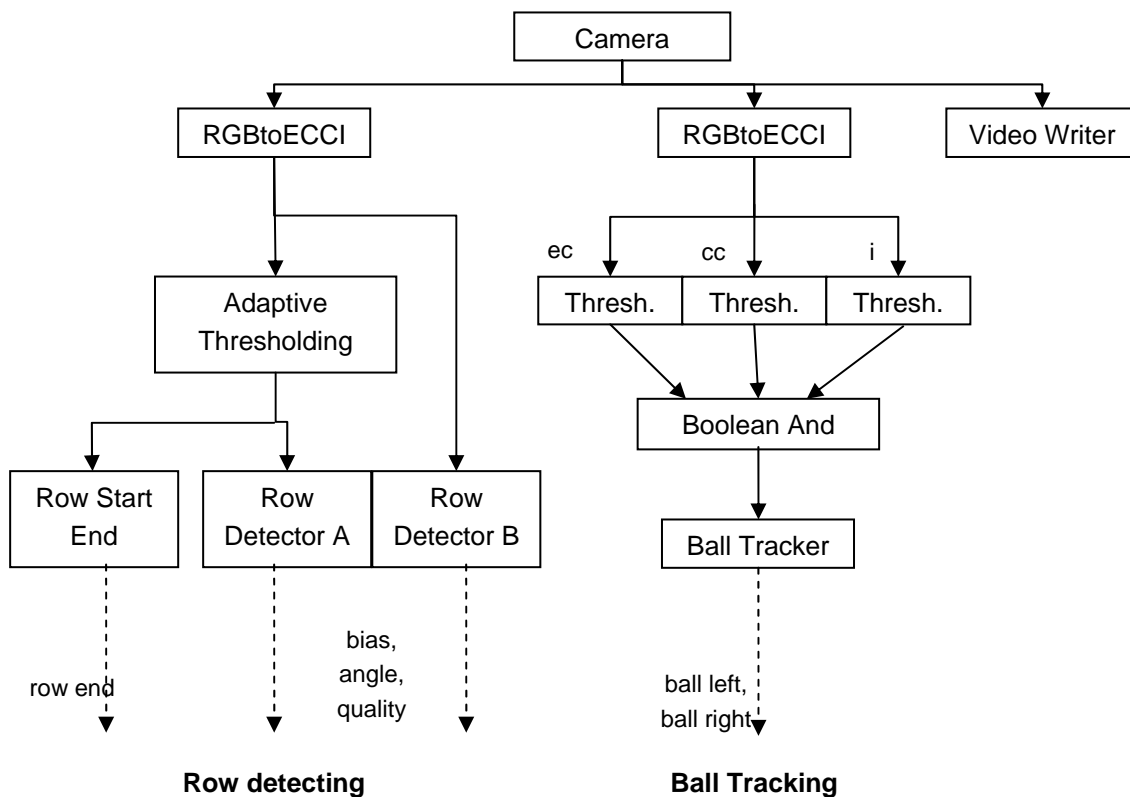 Camera
RGBtoECCI
RGBtoECCI
Video Writer
ec
cc
i
Adaptive
Thresholding
Thresh.
Thresh.
Thresh.
Boolean And
Row Start
End
Row
Detector A
Row
Detector B
Ball Tracker
row end
bias,
angle,
quality
ball left,
ball right
Row detecting
Ball Tracking